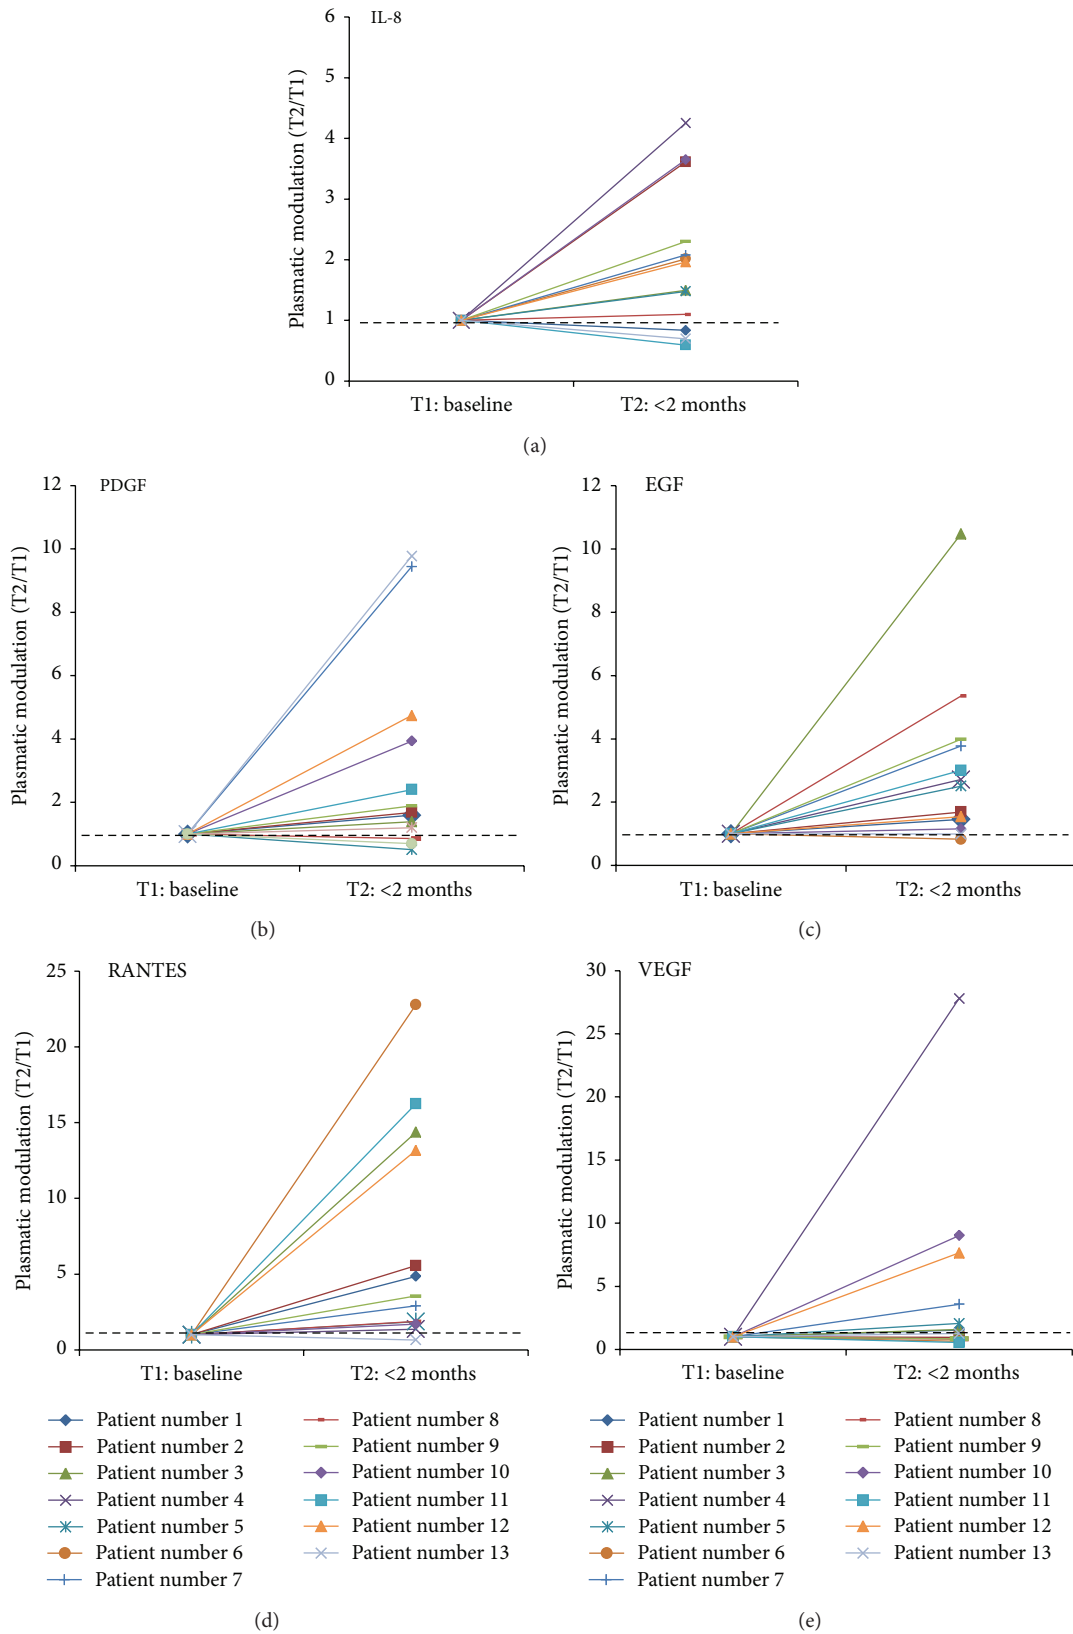 IL-8
Plasmatic modulation (T2/T1)
6
5
4
3
2
1
0
T1: baseline
T2: <2 months
(a)
PDGF
Plasmatic modulation (T2/T1)
12
10
8
6
4
2
0
T1: baseline
T2: <2 months
(b)
EGF
Plasmatic modulation (T2/T1)
12
10
8
6
4
2
0
T1: baseline
T2: <2 months
(c)
RANTES
Plasmatic modulation (T2/T1)
25
20
15
10
5
0
T1: baseline
T2: <2 months
Patient number 1
Patient number 2
Patient number 3
Patient number 4
Patient number 5
Patient number 6
Patient number 7
Patient number 8
Patient number 9
Patient number 10
Patient number 11
Patient number 12
Patient number 13
(d)
VEGF
Plasmatic modulation (T2/T1)
30
25
20
15
10
5
0
T1: baseline
T2: <2 months
Patient number 1
Patient number 2
Patient number 3
Patient number 4
Patient number 5
Patient number 6
Patient number 7
Patient number 8
Patient number 9
Patient number 10
Patient number 11
Patient number 12
Patient number 13
(e)